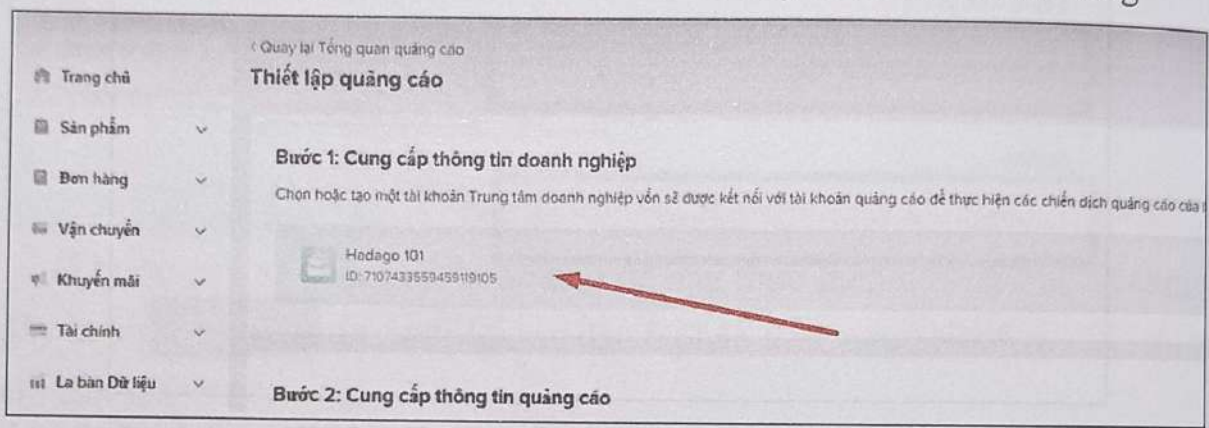 ‹ Quay lại Tổng quan quảng cáo
Thiết lập quảng cáo
Trang chủ
Sản phẩm
Đơn hàng
Vận chuyển
Khuyến mãi
Tài chính
La bàn Dữ liệu
Bước 1: Cung cấp thông tin doanh nghiệp
Chọn hoặc tạo một tài khoản Trung tâm doanh nghiệp vốn sẽ được kết nối với tài khoản quảng cáo để thực hiện các chiến dịch quảng cáo của
Hadago 101
ID: 7107433559459119105
Bước 2: Cung cấp thông tin quảng cáo